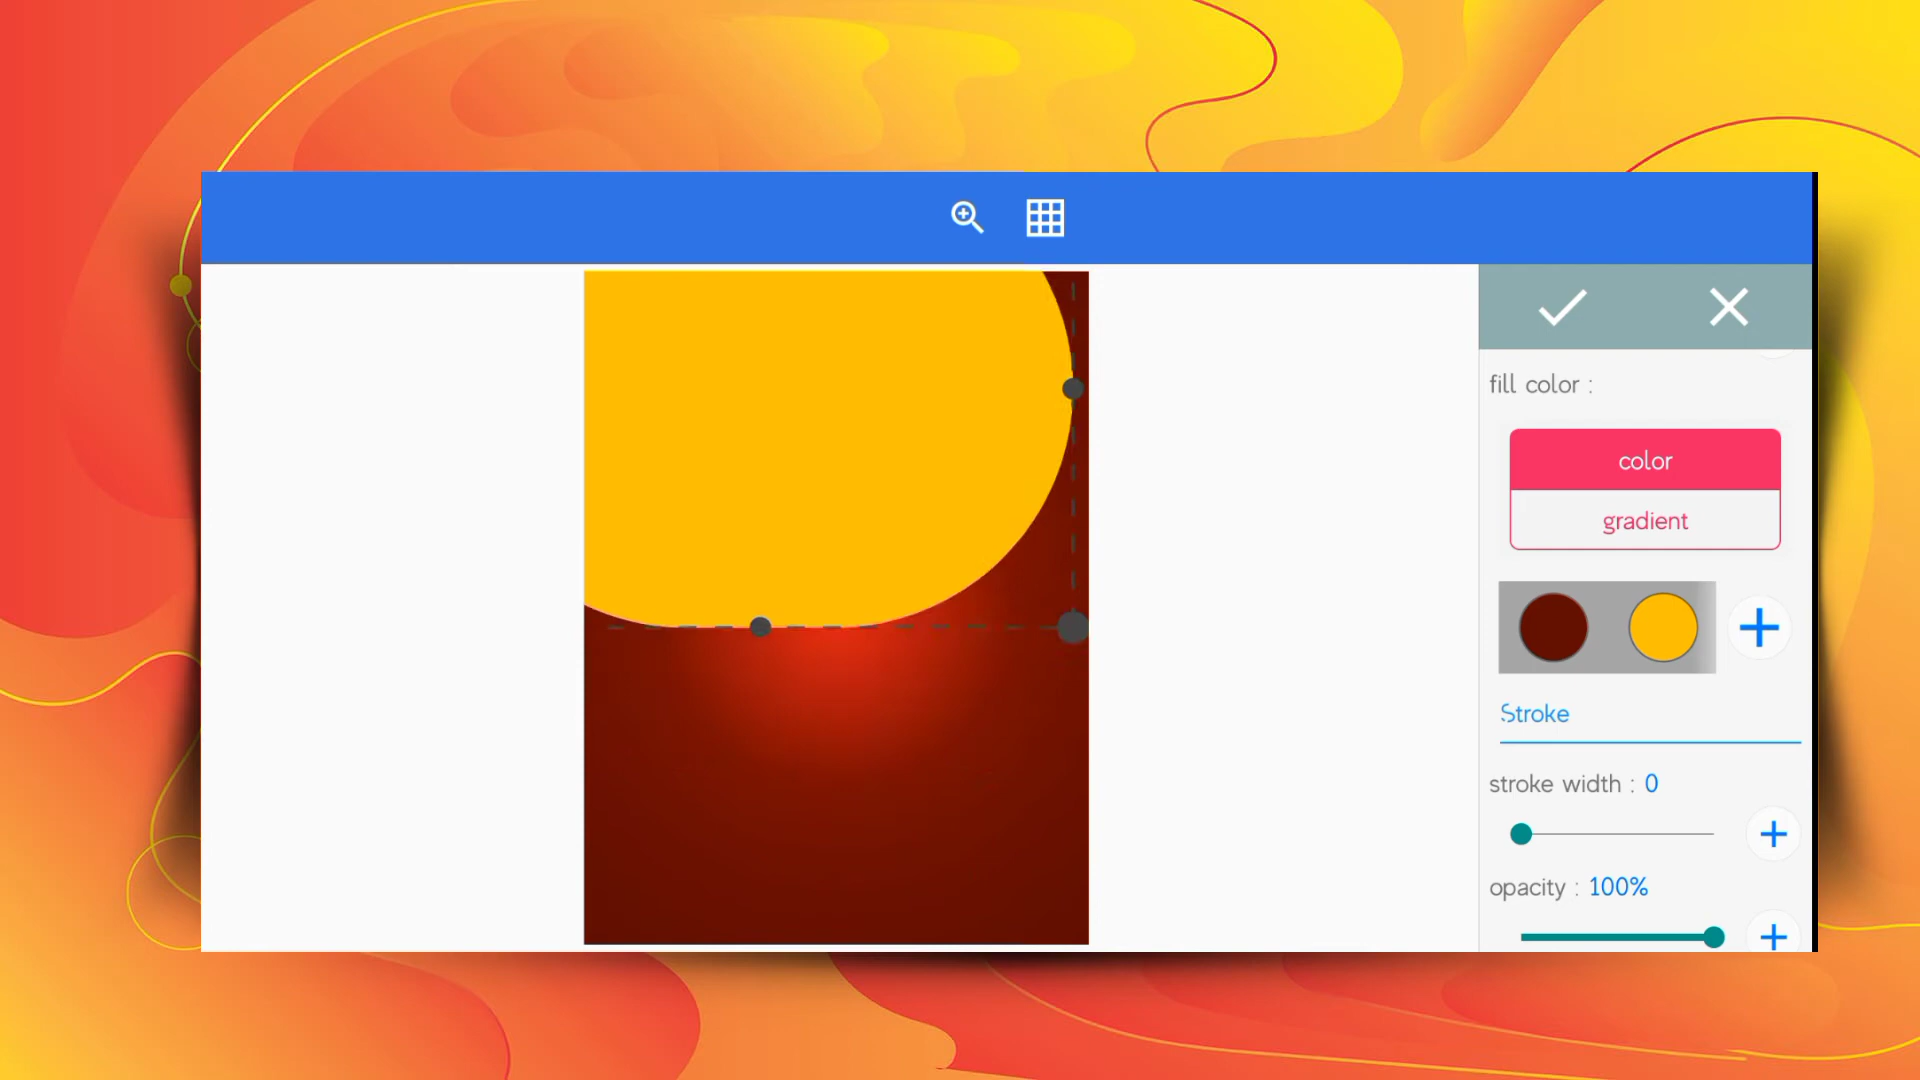 fill color :
color
gradient
Stroke
stroke width : 0
opacity : 100%